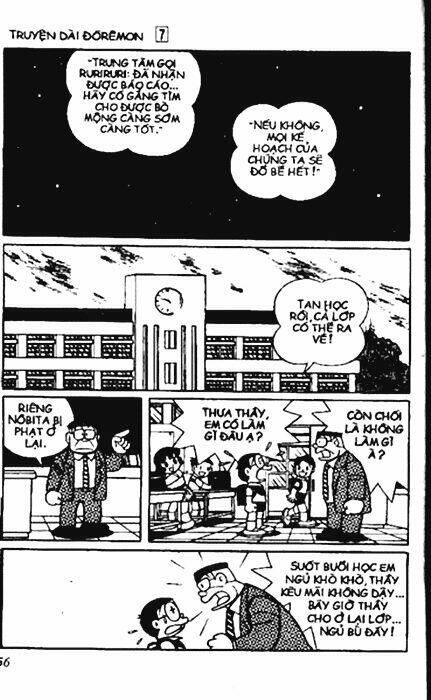 TRUYỆN DÀI ĐÔRÊMON 7
"TRUNG TÂM GỌI
RURIRURI: ĐÃ NHẬN
ĐƯỢC BÁO CÁO...
HÃY CỐ GẮNG TÌM
CHO ĐƯỢC BỌ
MỘNG CÀNG SỚM
CÀNG TỐT."
"NẾU KHÔNG,
MỌI KẾ
HOẠCH CỦA
CHÚNG TA SẼ
ĐỔ BỂ HẾT!"
TAN HỌC
RỒI, CẢ LỚP
CÓ THỂ RA
VỀ!
RIÊNG
NÔBITA BỊ
PHẠT Ở
LẠI.
THƯA THẦY,
EM CÓ LÀM
GÌ ĐÂU Ạ?
CÒN CHỐI
LÀ KHÔNG
LÀM GÌ
À?
SUỐT BUỔI HỌC EM
NGỦ KHÒ KHÒ, THẦY
KÊU MÃI KHÔNG DẬY...
BÂY GIỜ THẦY
CHO Ở LẠI LỚP...
NGỦ BÙ ĐẤY!
56